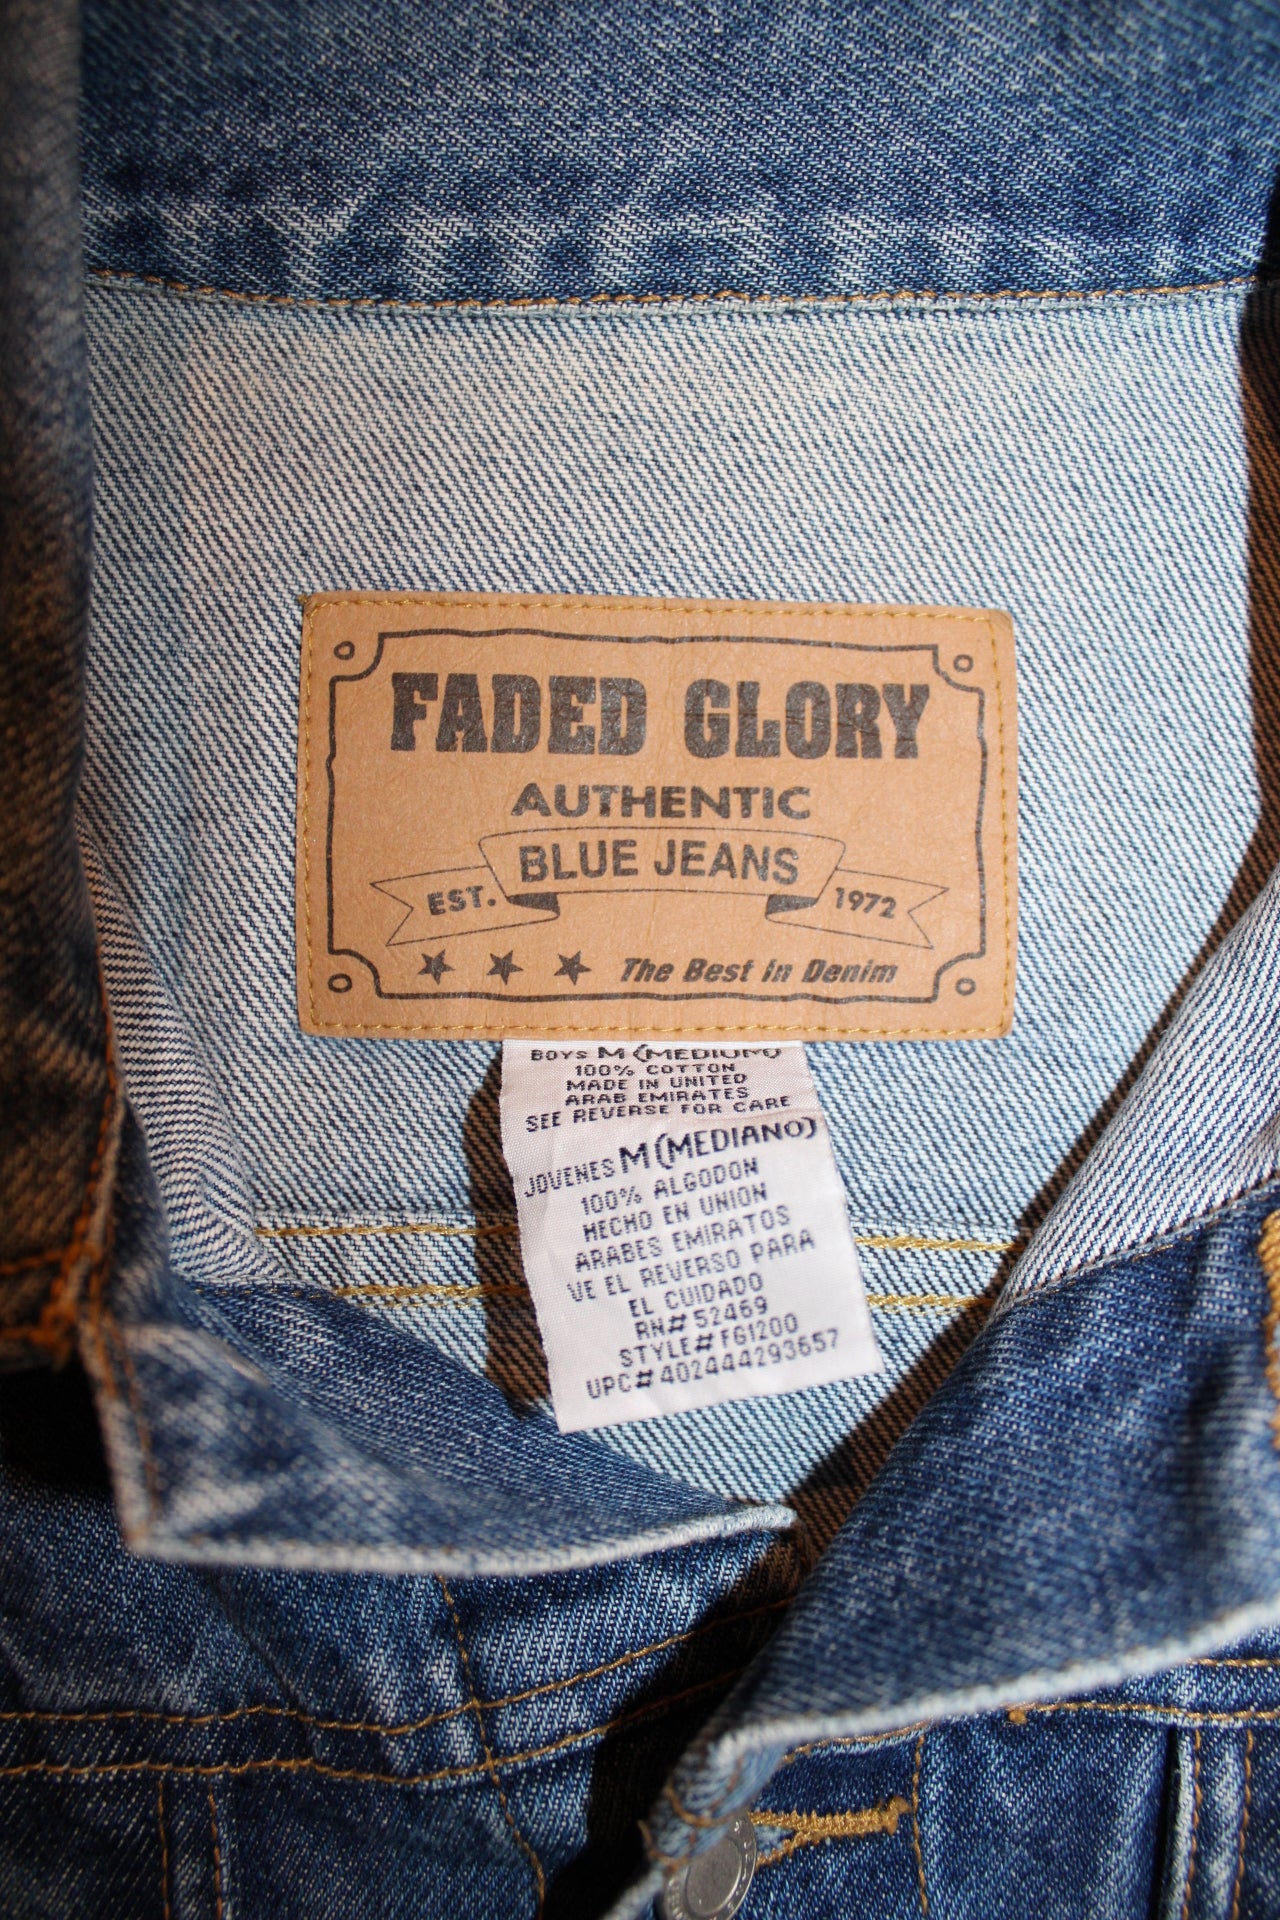 FADED GLORY
AUTHENTIC
BLUE JEANS
EST. 1972
The Best in Denim
BOYS M (MEDIUM)
100% COTTON
MADE IN UNITED
ARAB EMIRATES
SEE REVERSE FOR CARE
JOVENES M (MEDIANO)
100% ALGODON
HECHO EN UNION
ARABES EMIRATOS
VE EL REVERSO PARA
EL CUIDADO
RN# 52469
STYLE# FG1200
UPC# 402444293657